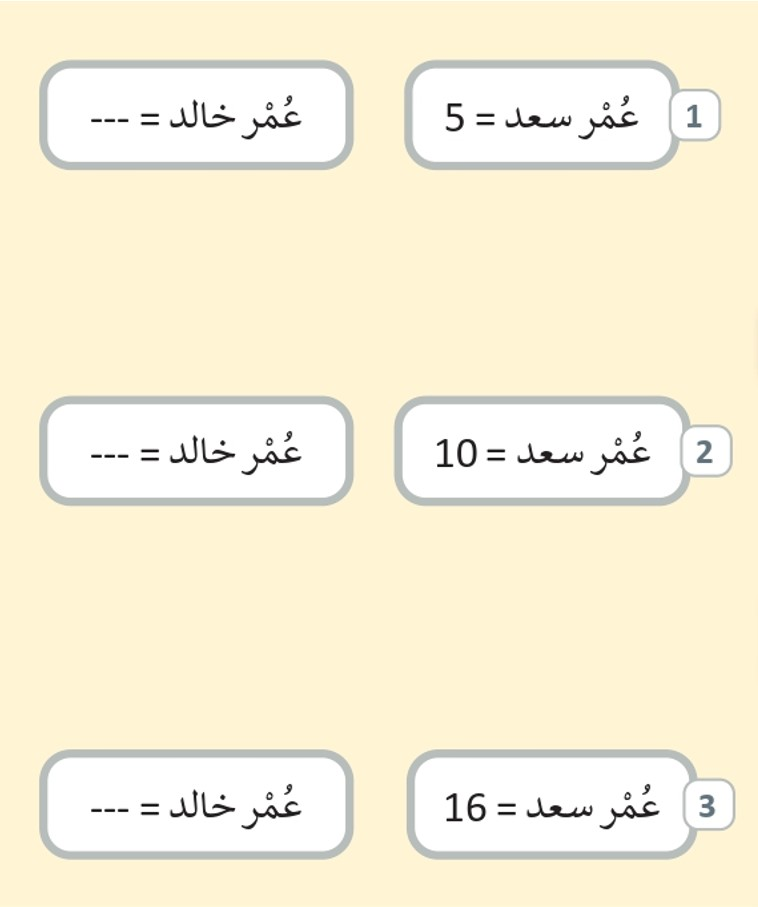 1 عُمْر سعد = 5
عُمْر خالد = ---
2 عُمْر سعد = 10
عُمْر خالد = ---
3 عُمْر سعد = 16
عُمْر خالد = ---